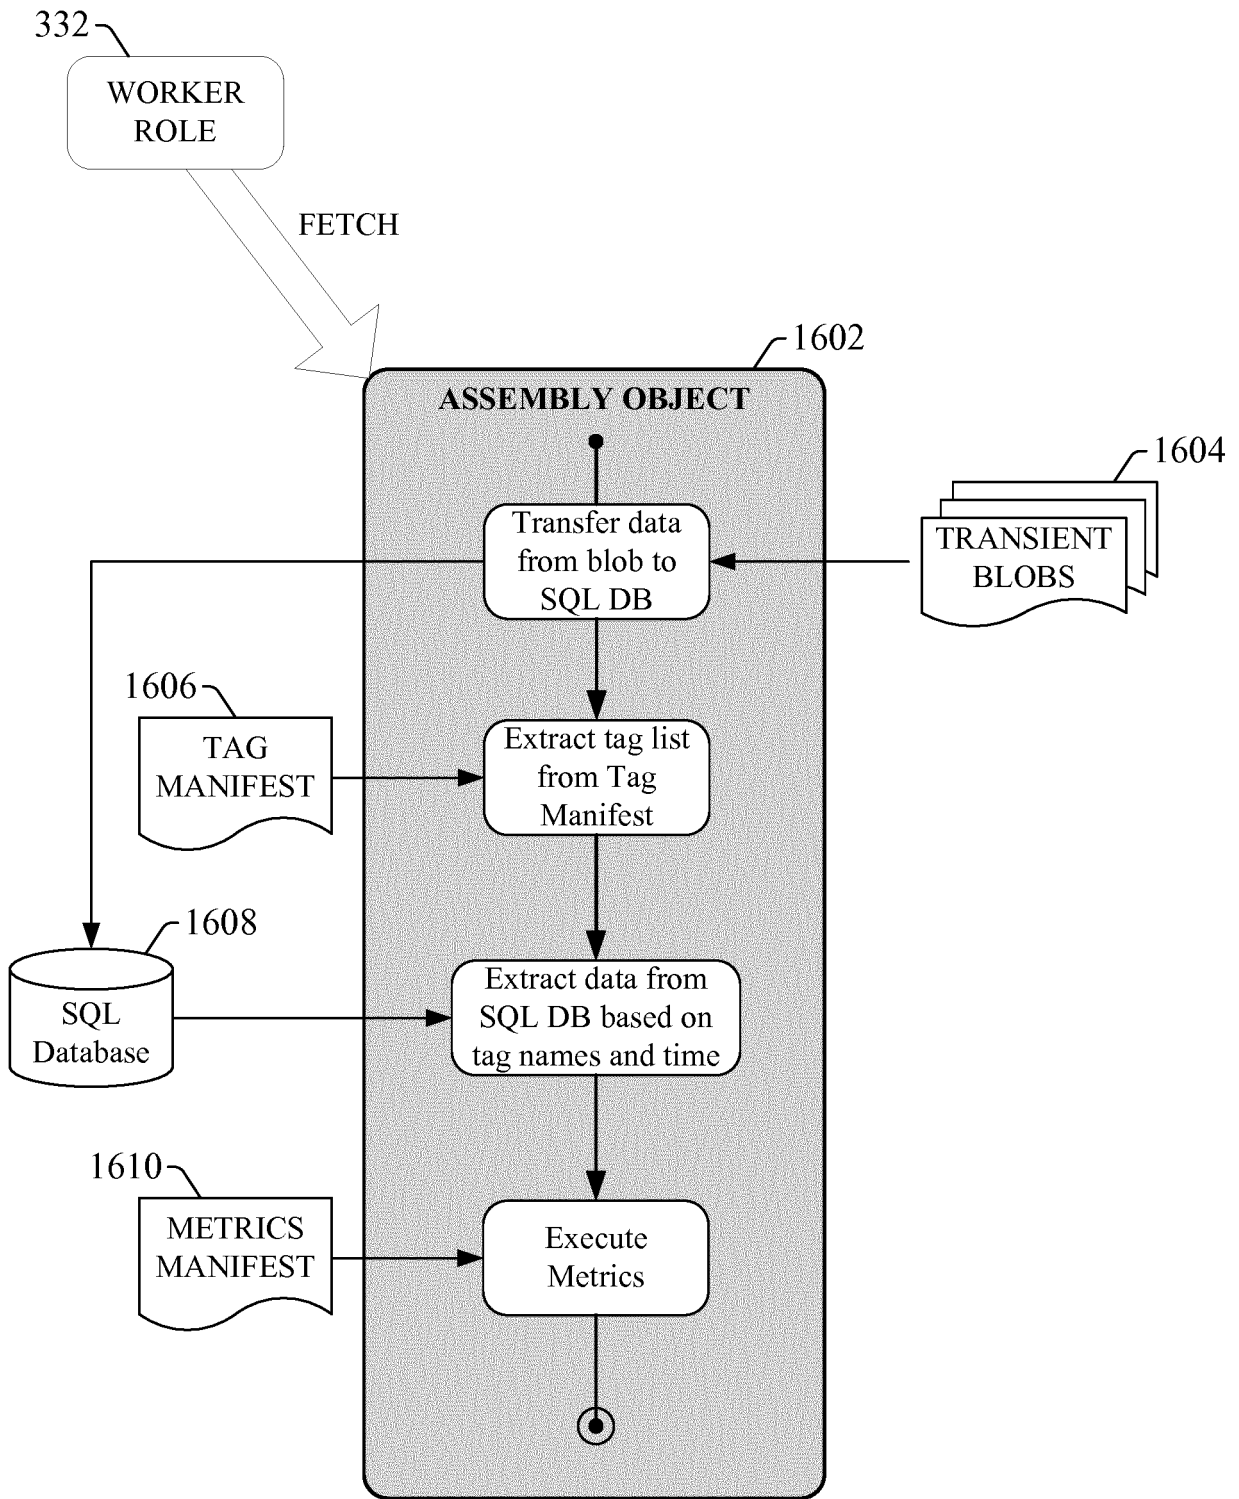 332
WORKER
ROLE
FETCH
1602
ASSEMBLY OBJECT
1604
Transfer data
from blob to
SQL DB
TRANSIENT
BLOBS
1606
TAG
MANIFEST
Extract tag list
from Tag
Manifest
1608
SQL
Database
Extract data from
SQL DB based on
tag names and time
1610
METRICS
MANIFEST
Execute
Metrics